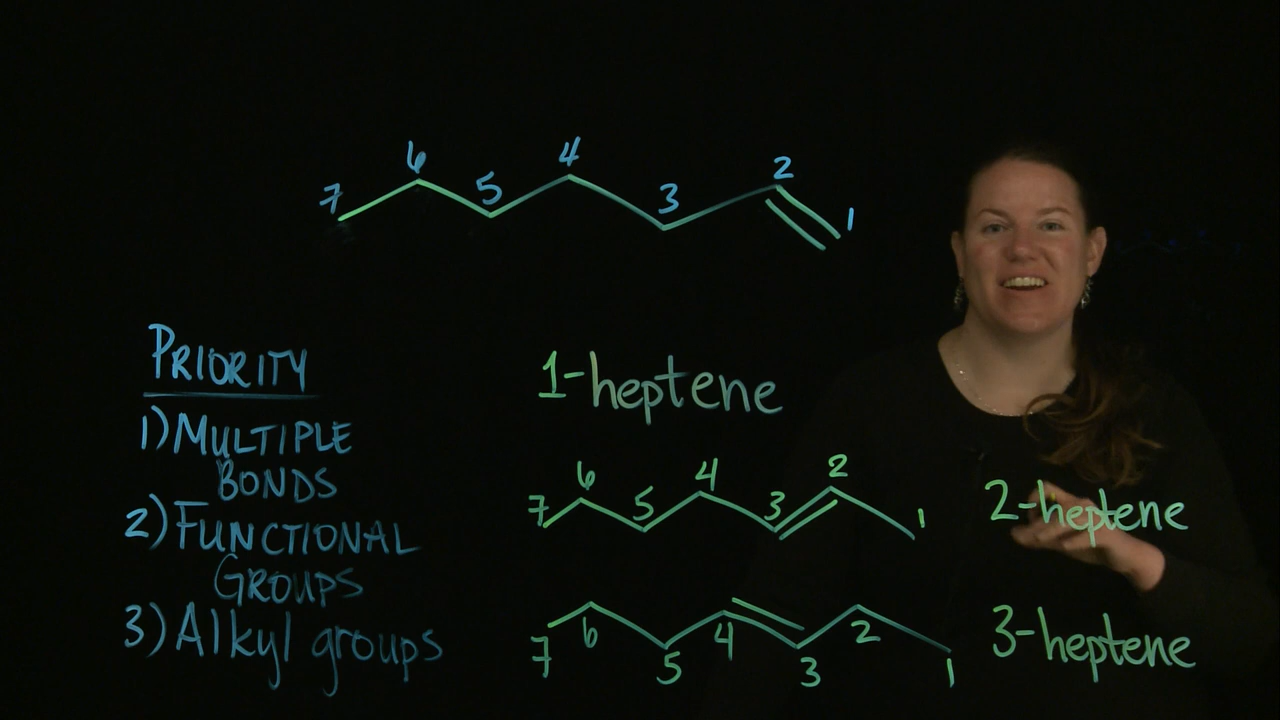 7 6 5 4 3 2 1
PRIORITY
1) MULTIPLE
BONDS
2) FUNCTIONAL
GROUPS
3) Alkyl groups
1-heptene
7 6 5 4 3 2 1 2-heptene
7 6 5 4 3 2 1 3-heptene